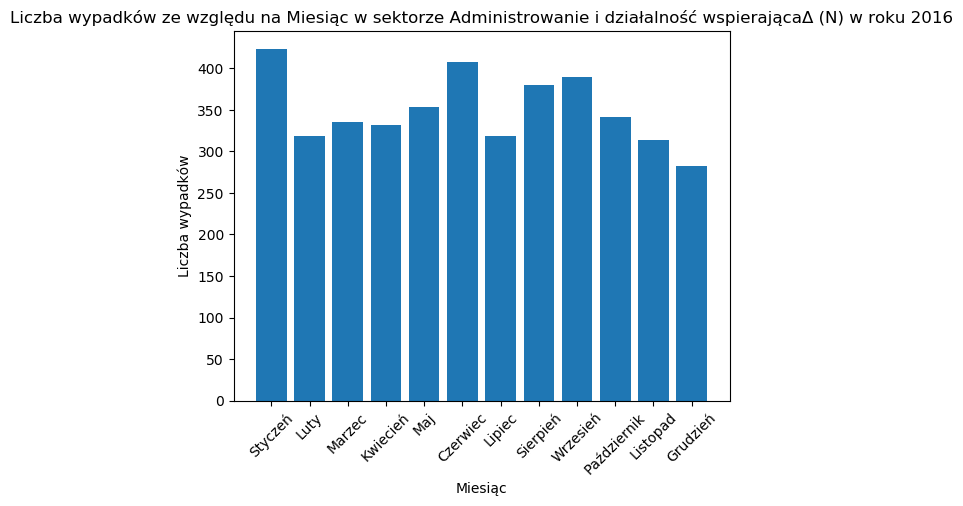 Liczba wypadków ze względu na Miesiąc w sektorze Administrowanie i działalność wspierającaΔ (N) w roku 2016
400
350
300
250
200
150
100
50
0
Liczba wypadków
Styczeń
Luty
Marzec
Kwiecień
Maj
Czerwiec
Lipiec
Sierpień
Wrzesień
Październik
Listopad
Grudzień
Miesiąc